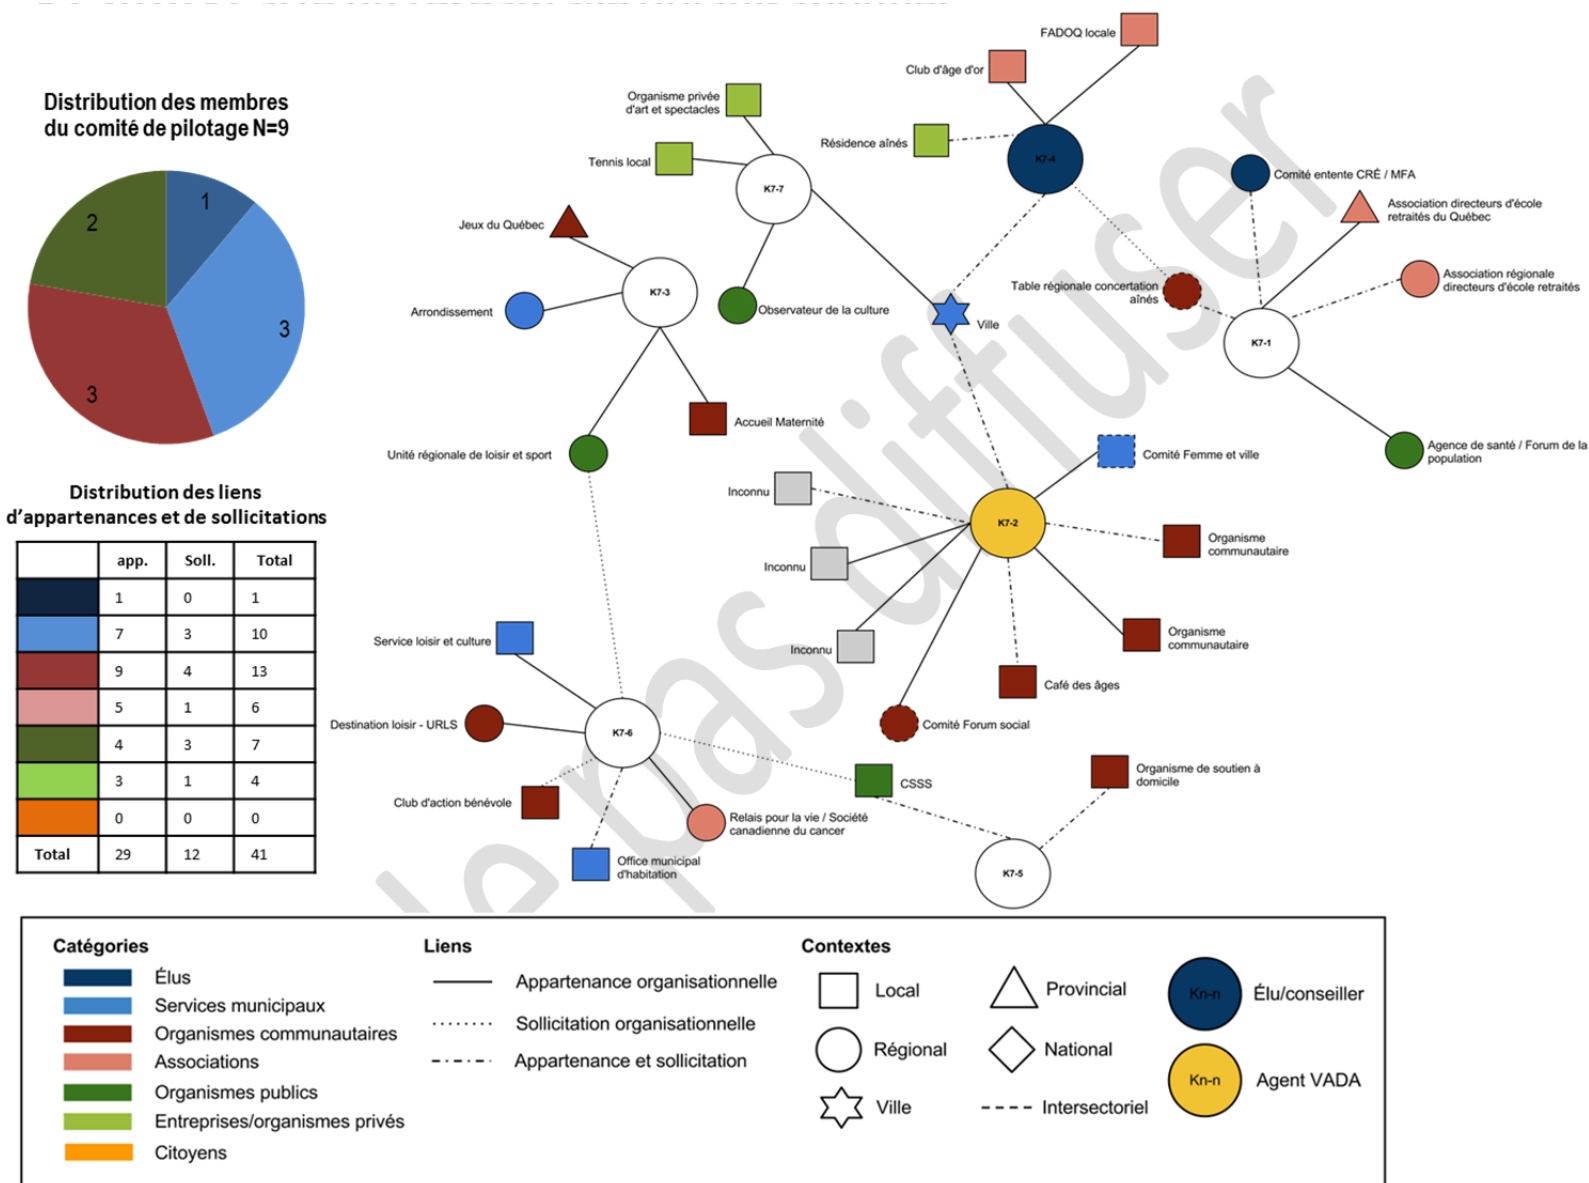 Distribution des membres
du comité de pilotage N=9
1
2
3
3
Distribution des liens
d'appartenances et de sollicitations
app. Soll. Total
1 0 1
7 3 10
9 4 13
5 1 6
4 3 7
3 1 4
0 0 0
Total 29 12 41
FADOQ locale
Club d'âge d'or
Organisme privée
d'art et spectacles
Résidence aînés
Tennis local
K7-4
K7-7
Comité entente CRÉ / MFA
Association directeurs d'école
retraités du Québec
Jeux du Québec
Table régionale concertation
aînés
Association régionale
directeurs d'école retraités
K7-3
Arrondissement
Observateur de la culture
Ville
K7-1
Accueil Maternité
Unité régionale de loisir et sport
Comité Femme et ville
Agence de santé / Forum de la
population
Inconnu
K7-2
Organisme
communautaire
Inconnu
Service loisir et culture
Inconnu
Organisme
communautaire
Café des âges
Destination loisir - URLS
K7-6
Comité Forum social
Club d'action bénévole
CSSS
Organisme de soutien à
domicile
Relais pour la vie / Société
canadienne du cancer
Office municipal
d'habitation
K7-5
pas diffuser
Catégories
Élus
Services municipaux
Organismes communautaires
Associations
Organismes publics
Entreprises/organismes privés
Citoyens
Liens
Appartenance organisationnelle
Sollicitation organisationnelle
Appartenance et sollicitation
Contextes
Local
Provincial
Régional
National
Ville
Intersectoriel
Kn-n
Élu/conseiller
Kn-n
Agent VADA